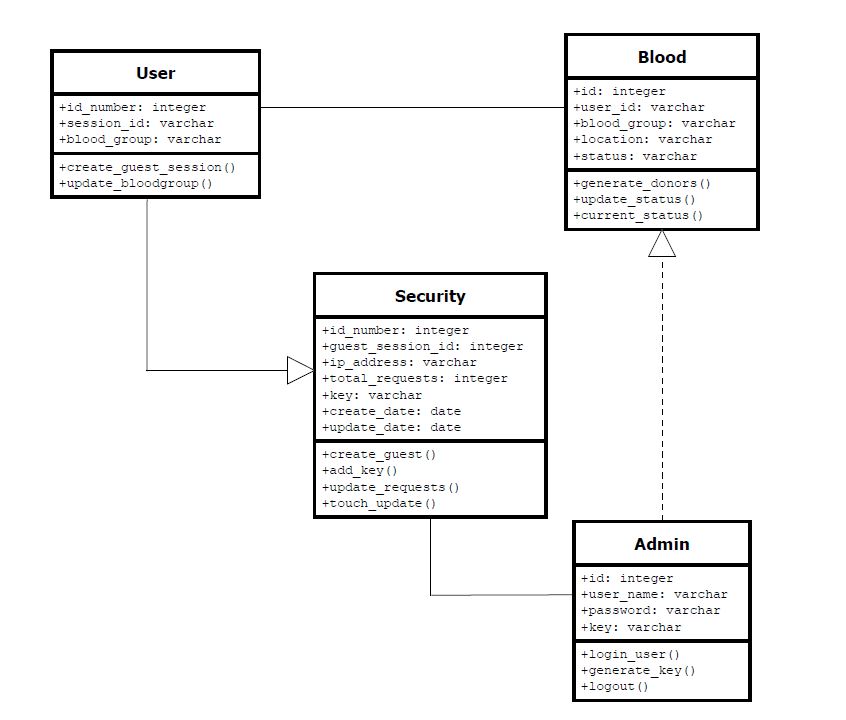 User
+id_number: integer
+session_id: varchar
+blood_group: varchar
+create_guest_session()
+update_bloodgroup()
Blood
+id: integer
+user_id: varchar
+blood_group: varchar
+location: varchar
+status: varchar
+generate_donors()
+update_status()
+current_status()
Security
+id_number: integer
+guest_session_id: integer
+ip_address: varchar
+total_requests: integer
+key: varchar
+create_date: date
+update_date: date
+create_guest()
+add_key()
+update_requests()
+touch_update()
Admin
+id: integer
+user_name: varchar
+password: varchar
+key: varchar
+login_user()
+generate_key()
+logout()